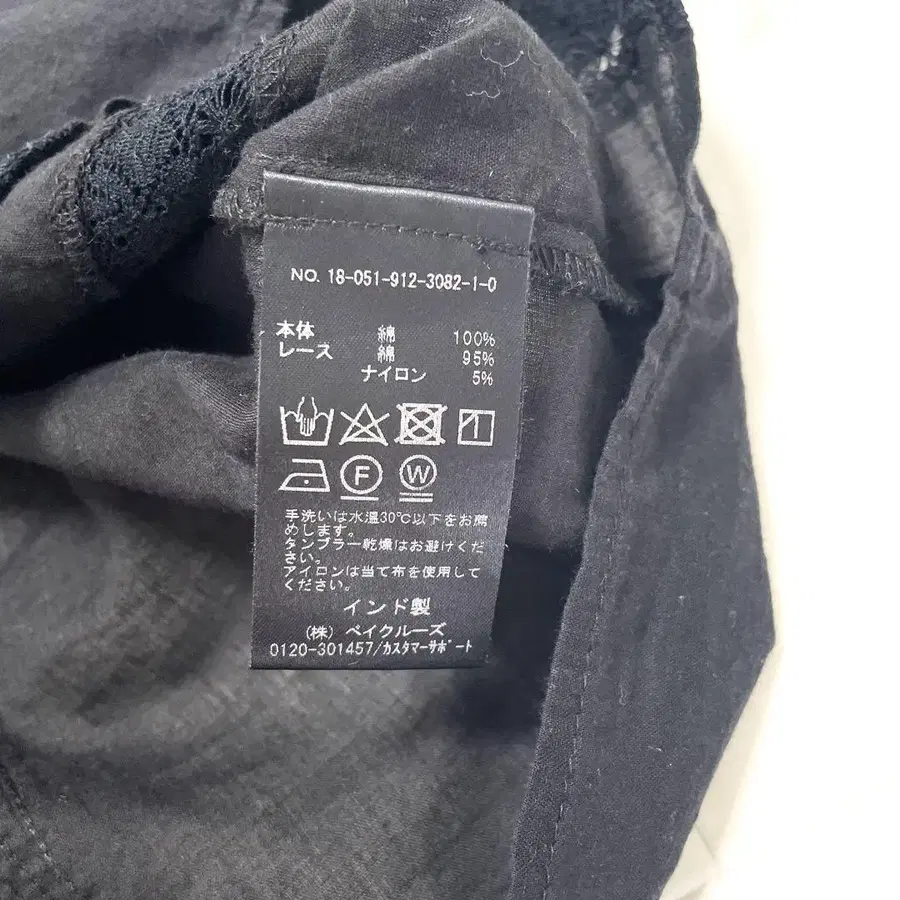 NO. 18-051-912-3082-1-0
本体 綿 100%
レース 綿 95%
ナイロン 5%
1
F W
手洗いは水温30℃以下をお薦
めします。
タンブラー乾燥はお避けくだ
さい。
アイロンは当て布を使用して
ください。
インド製
(株) ベイクルーズ
0120-301457/カスタマーサポート